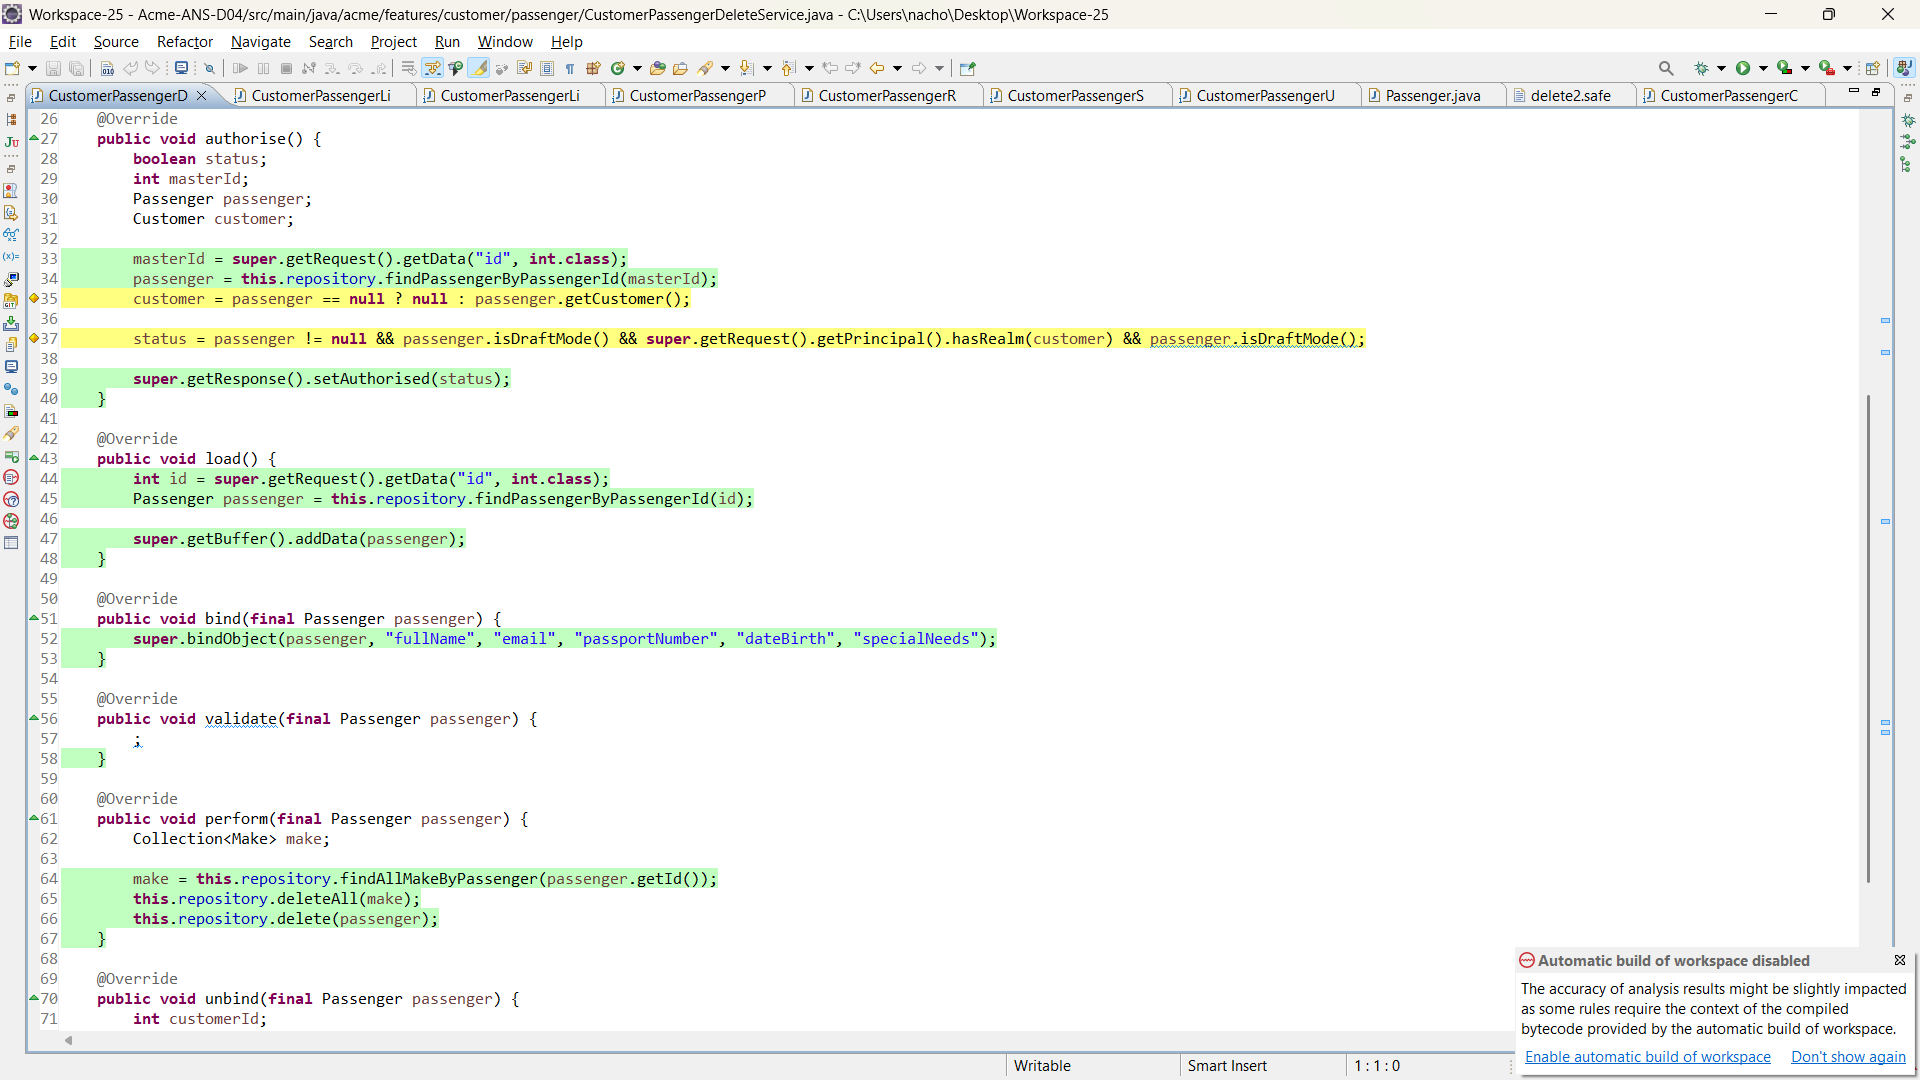 Workspace-25 - Acme-ANS-D04/src/main/java/acme/features/customer/passenger/CustomerPassengerDeleteService.java - C:\Users\nacho\Desktop\Workspace-25
File Edit Source Refactor Navigate Search Project Run Window Help
CustomerPassengerD CustomerPassengerLi CustomerPassengerLi CustomerPassengerP CustomerPassengerR CustomerPassengerS CustomerPassengerU Passenger.java delete2.safe CustomerPassengerC
26 @Override
27 public void authorise() {
28 boolean status;
29 int masterId;
30 Passenger passenger;
31 Customer customer;
32
33 masterId = super.getRequest().getData("id", int.class);
34 passenger = this.repository.findPassengerByPassengerId(masterId);
35 customer = passenger == null ? null : passenger.getCustomer();
36
37 status = passenger != null && passenger.isDraftMode() && super.getRequest().getPrincipal().hasRealm(customer) && passenger.isDraftMode();
38
39 super.getResponse().setAuthorised(status);
40 }
41
42 @Override
43 public void load() {
44 int id = super.getRequest().getData("id", int.class);
45 Passenger passenger = this.repository.findPassengerByPassengerId(id);
46
47 super.getBuffer().addData(passenger);
48 }
49
50 @Override
51 public void bind(final Passenger passenger) {
52 super.bindObject(passenger, "fullName", "email", "passportNumber", "dateBirth", "specialNeeds");
53 }
54
55 @Override
56 public void validate(final Passenger passenger) {
57 ;
58 }
59
60 @Override
61 public void perform(final Passenger passenger) {
62 Collection<Make> make;
63
64 make = this.repository.findAllMakeByPassenger(passenger.getId());
65 this.repository.deleteAll(make);
66 this.repository.delete(passenger);
67 }
68
69 @Override
70 public void unbind(final Passenger passenger) {
71 int customerId;
Automatic build of workspace disabled
The accuracy of analysis results might be slightly impacted
as some rules require the context of the compiled
bytecode provided by the automatic build of workspace.
Enable automatic build of workspace Don't show again
Writable Smart Insert 1 : 1 : 0